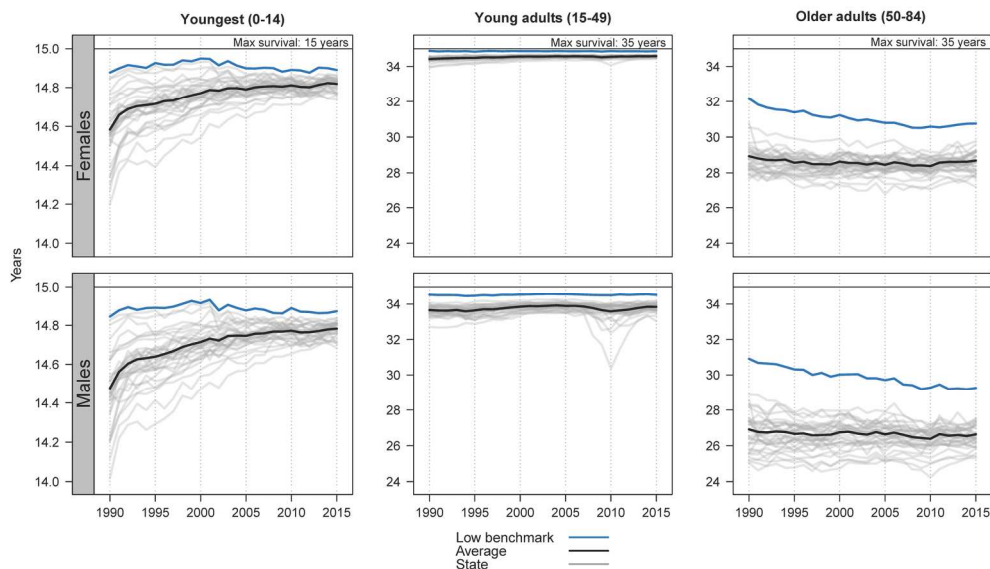 Youngest (0-14)
Young adults (15-49)
Older adults (50-84)
Max survival: 15 years
Max survival: 35 years
Max survival: 35 years
Years
Females
15.0
14.8
14.6
14.4
14.2
14.0
34
32
30
28
26
24
34
32
30
28
26
24
Males
15.0
14.8
14.6
14.4
14.2
14.0
34
32
30
28
26
24
34
32
30
28
26
24
1990 1995 2000 2005 2010 2015
1990 1995 2000 2005 2010 2015
1990 1995 2000 2005 2010 2015
Low benchmark
Average
State